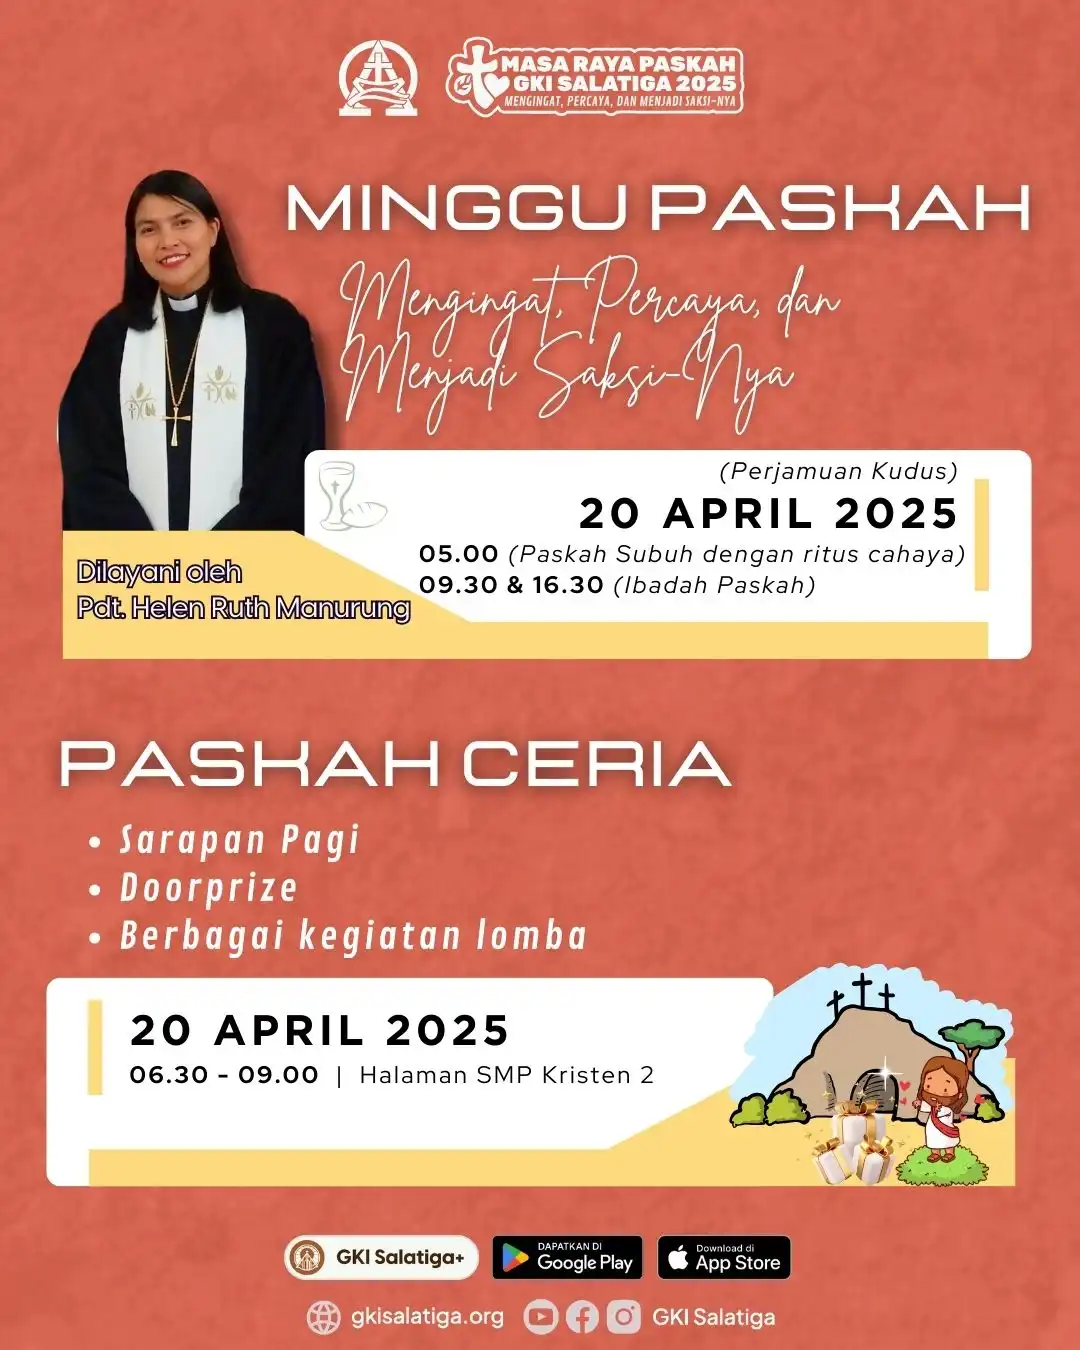 MASA RAYA PASKAH
GKI SALATIGA 2025
MENGINGAT, PERCAYA, DAN MENJADI SAKSI-NYA
MINGGU PASKAH
Mengingat, Percaya, dan
Menjadi Saksi-Nya
(Perjamuan Kudus)
20 APRIL 2025
05.00 (Paskah Subuh dengan ritus cahaya)
09.30 & 16.30 (Ibadah Paskah)
Dilayani oleh
Pdt. Helen Ruth Manurung
PASKAH CERIA
• Sarapan Pagi
• Doorprize
• Berbagai kegiatan lomba
20 APRIL 2025
06.30 - 09.00 | Halaman SMP Kristen 2
GKI Salatiga+
DAPATKAN DI
Google Play
Download di
App Store
gkisalatiga.org
GKI Salatiga